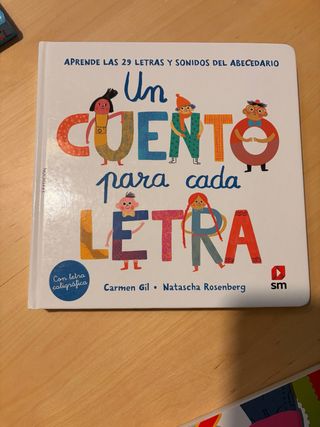 APRENDE LAS 29 LETRAS Y SONIDOS DEL ABECEDARIO
Un
CUENTO
para cada
LETRA
Con letra
caligráfica
Carmen Gil • Natascha Rosenberg
sm